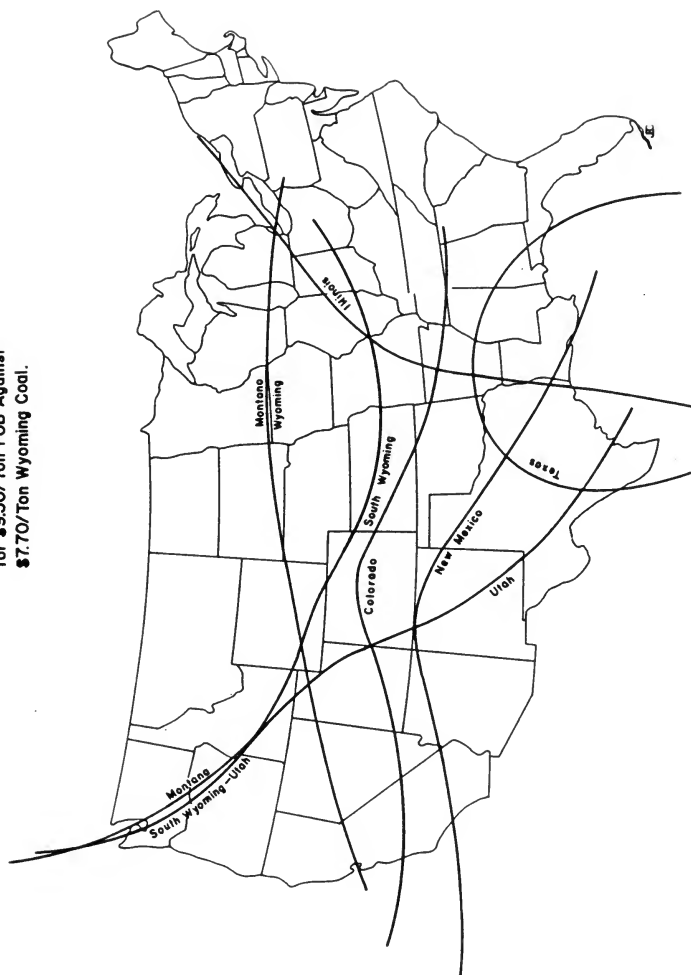 for $9.50/Ton FOB Against
$7.70/Ton Wyoming Coal.
Illinois
Montana
Wyoming
South Wyoming
Colorado
Texas
New Mexico
Utah
Montana
South Wyoming-Utah